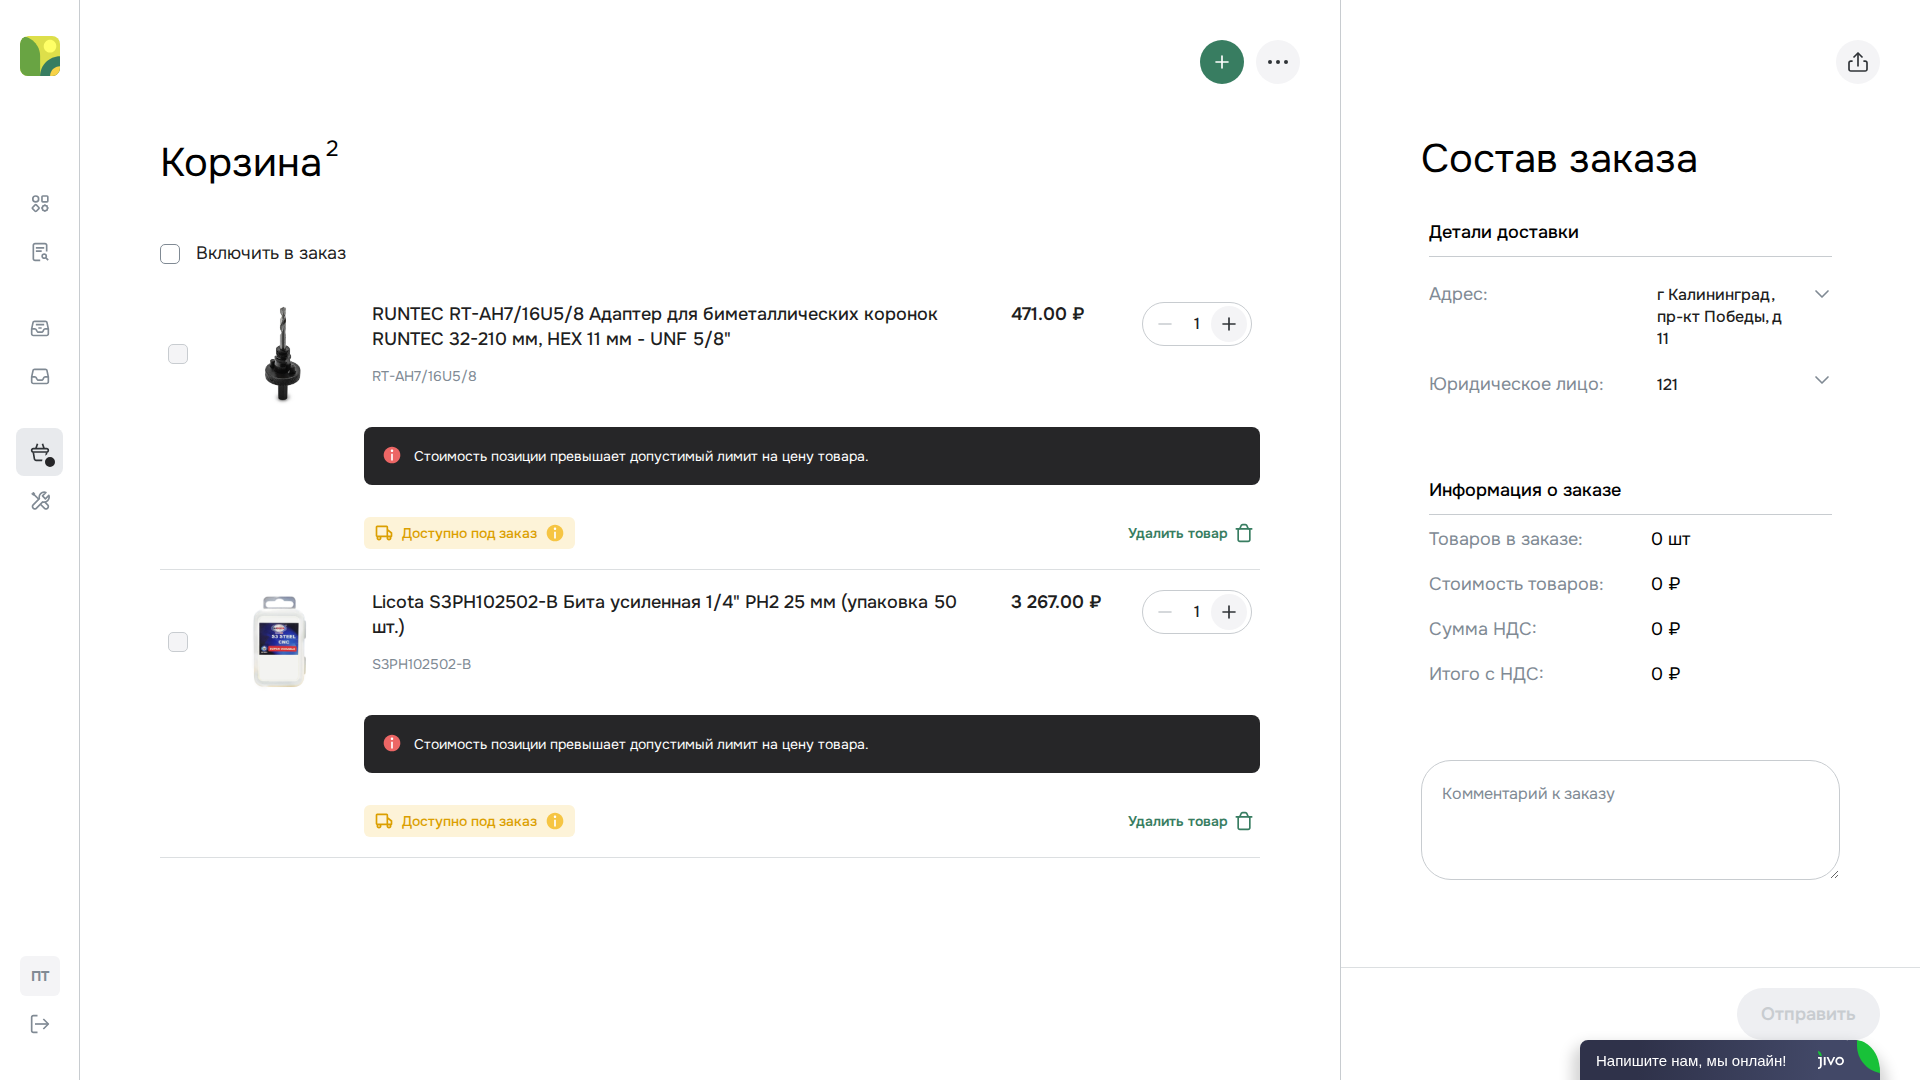 Корзина 2
Включить в заказ
RUNTEC RT-AH7/16U5/8 Адаптер для биметаллических коронок
RUNTEC 32-210 мм, HEX 11 мм - UNF 5/8"
471.00 ₽
1
RT-AH7/16U5/8
Стоимость позиции превышает допустимый лимит на цену товара.
Доступно под заказ
Удалить товар
Licota S3PH102502-B Бита усиленная 1/4" PH2 25 мм (упаковка 50
шт.)
3 267.00 ₽
1
S3PH102502-B
Стоимость позиции превышает допустимый лимит на цену товара.
Доступно под заказ
Удалить товар
ПТ
Состав заказа
Детали доставки
Адрес:
г Калининград,
пр-кт Победы, д
11
Юридическое лицо:
121
Информация о заказе
Товаров в заказе:
0 шт
Стоимость товаров:
0 ₽
Сумма НДС:
0 ₽
Итого с НДС:
0 ₽
Комментарий к заказу
Отправить
Напишите нам, мы онлайн!
jivo